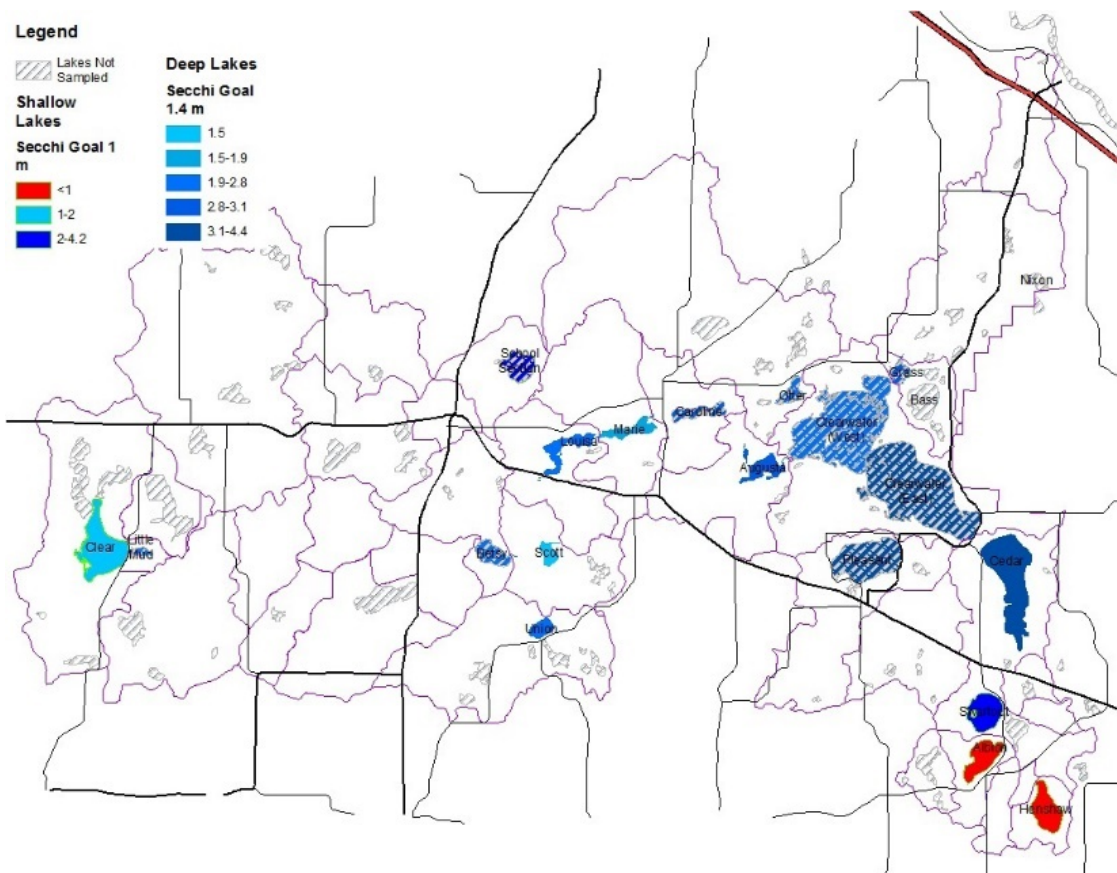 Legend
Lakes Not
Sampled
Shallow
Lakes
Secchi Goal 1
m
<1
1-2
2-4.2
Deep Lakes
Secchi Goal
1.4 m
1.5
1.5-1.9
1.9-2.8
2.8-3.1
3.1-4.4
Nixon
School
Section
Grass
Bass
Otter
Caroline
Marie
Louisa
Clearwater
(West)
Augusta
Clearwater
(East)
Clear
Little
Mud
Betsy
Scott
Pleasant
Cedar
Union
Albion
Henshaw